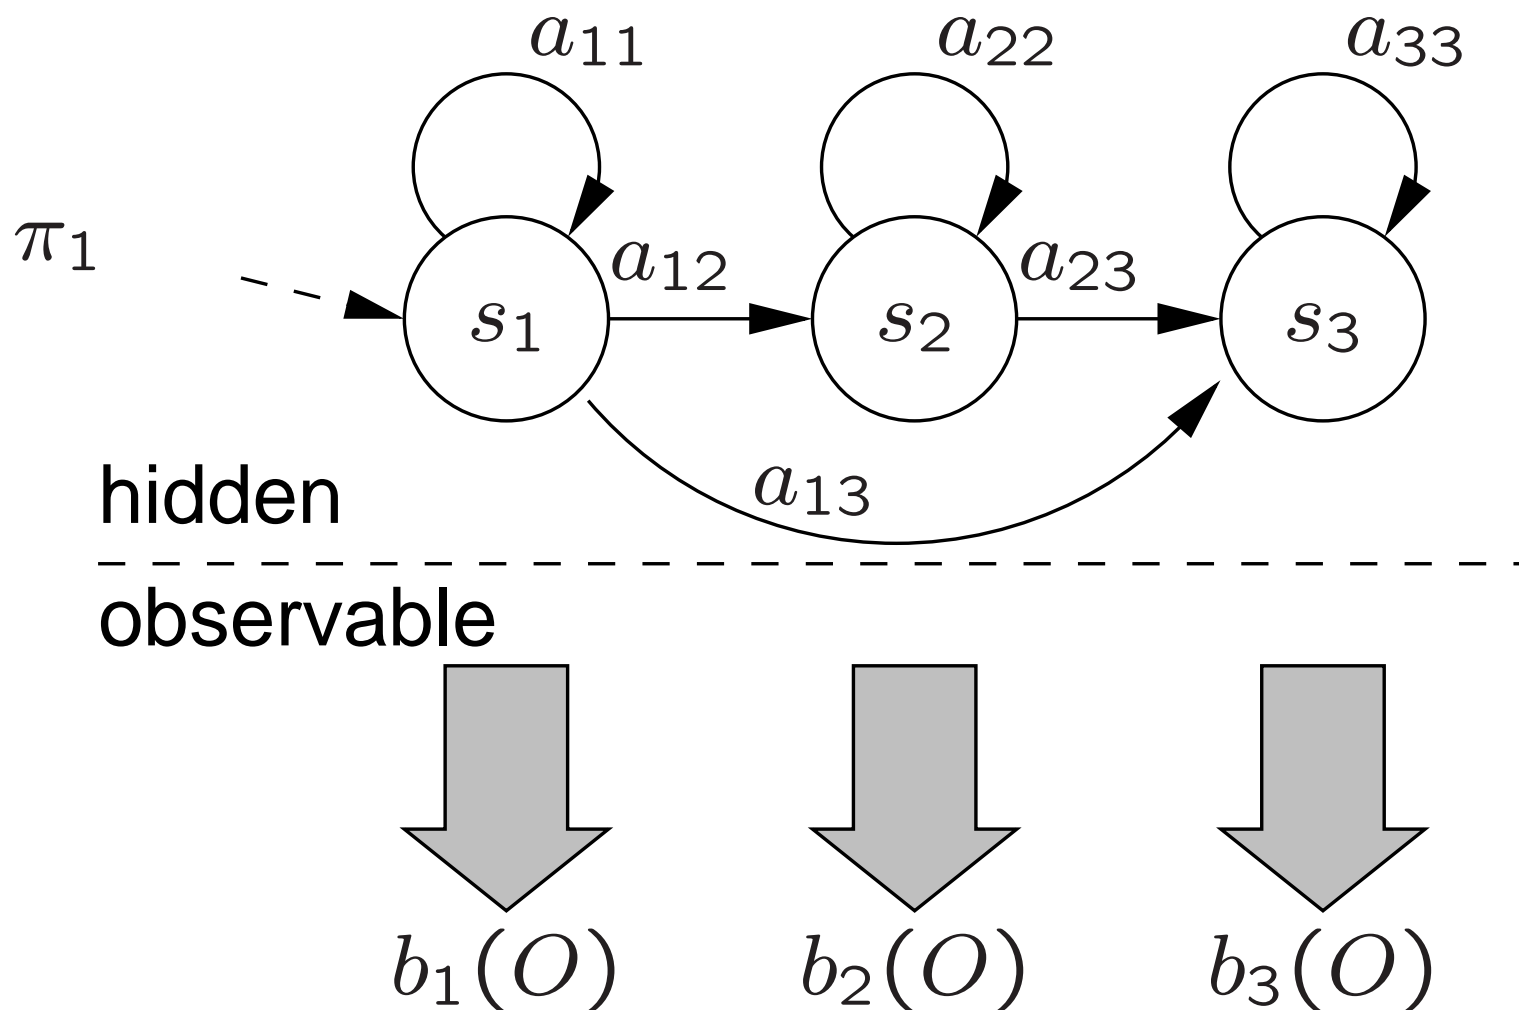 a₁₁ a₂₂ a₃₃
π₁ a₁₂ a₂₃
s₁ s₂ s₃
a₁₃
hidden
observable
b₁(O) b₂(O) b₃(O)